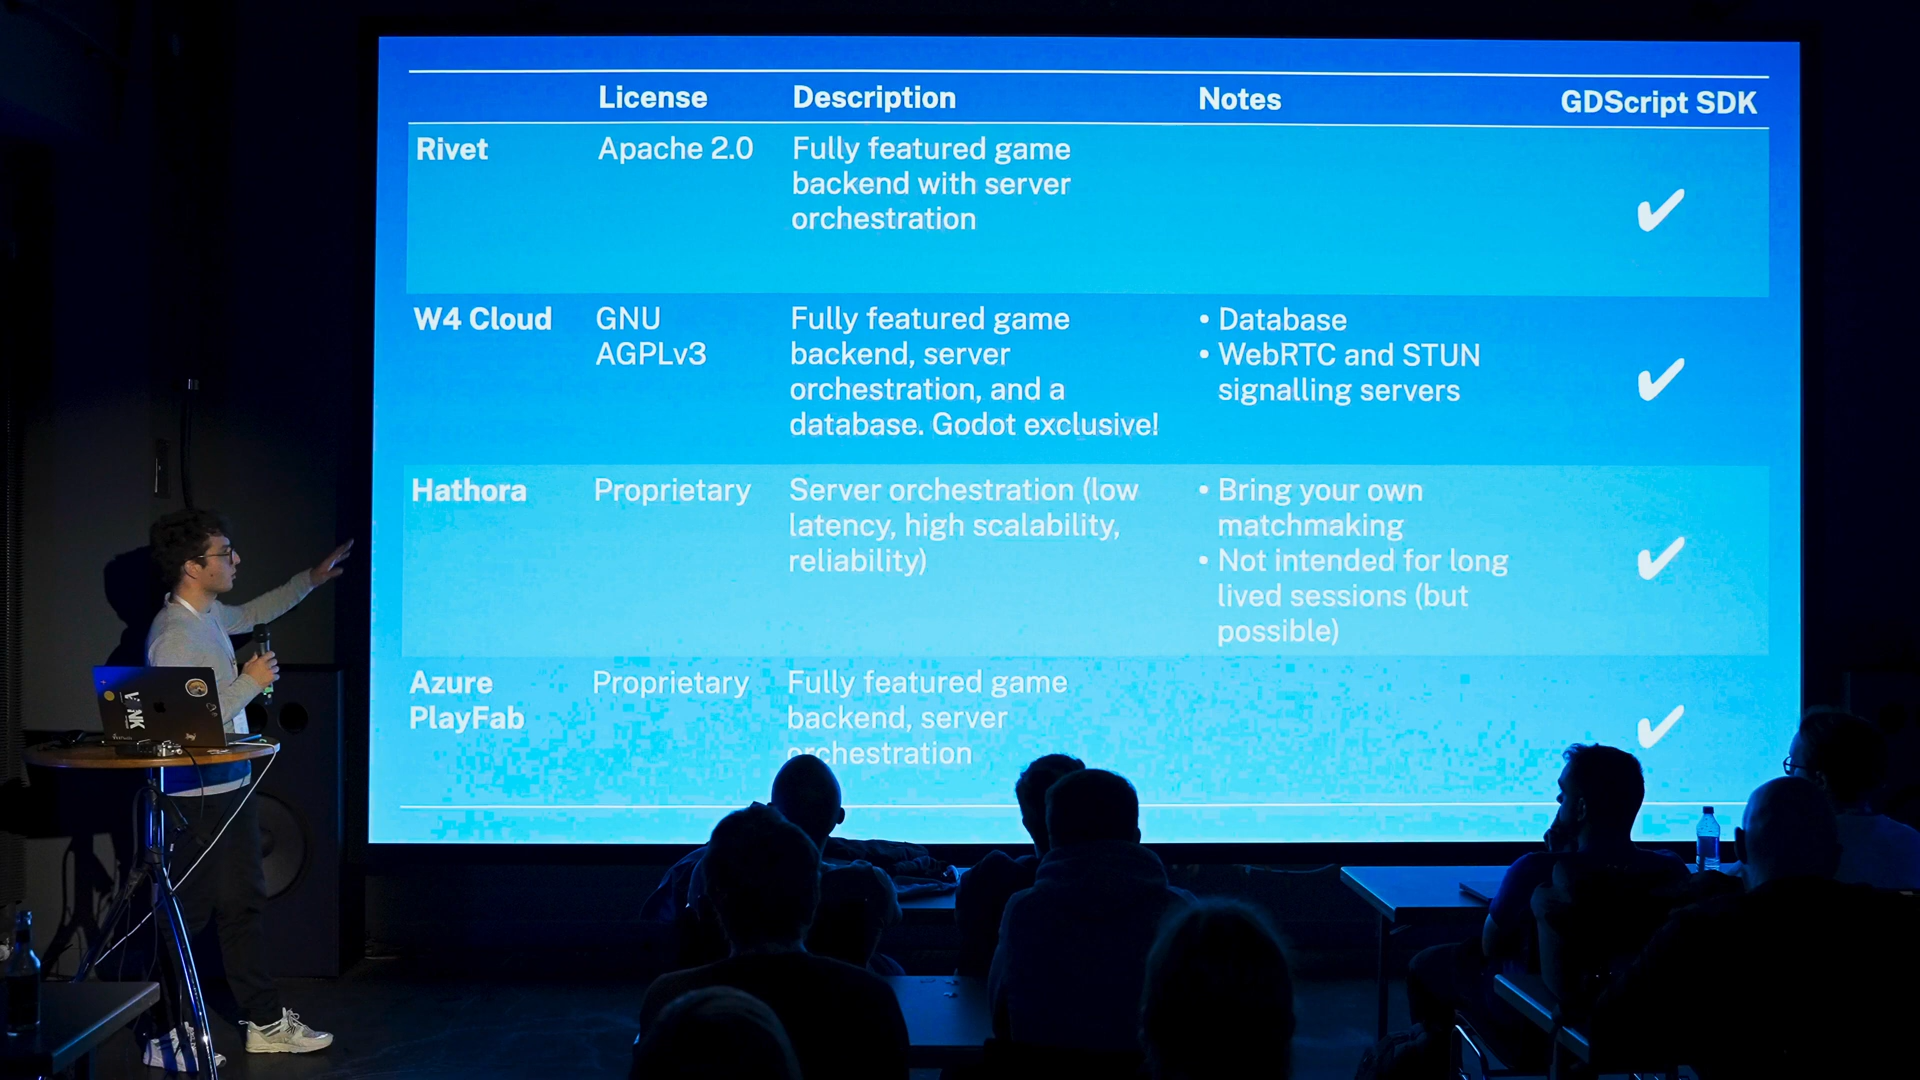 License Description Notes GDScript SDK
Rivet Apache 2.0 Fully featured game
backend with server
orchestration
✔
W4 Cloud GNU
AGPLv3
Fully featured game
backend, server
orchestration, and a
database. Godot exclusive!
• Database
• WebRTC and STUN
signalling servers
✔
Hathora Proprietary Server orchestration (low
latency, high scalability,
reliability)
• Bring your own
matchmaking
• Not intended for long
lived sessions (but
possible)
✔
Azure
PlayFab
Proprietary Fully featured game
backend, server
orchestration
✔